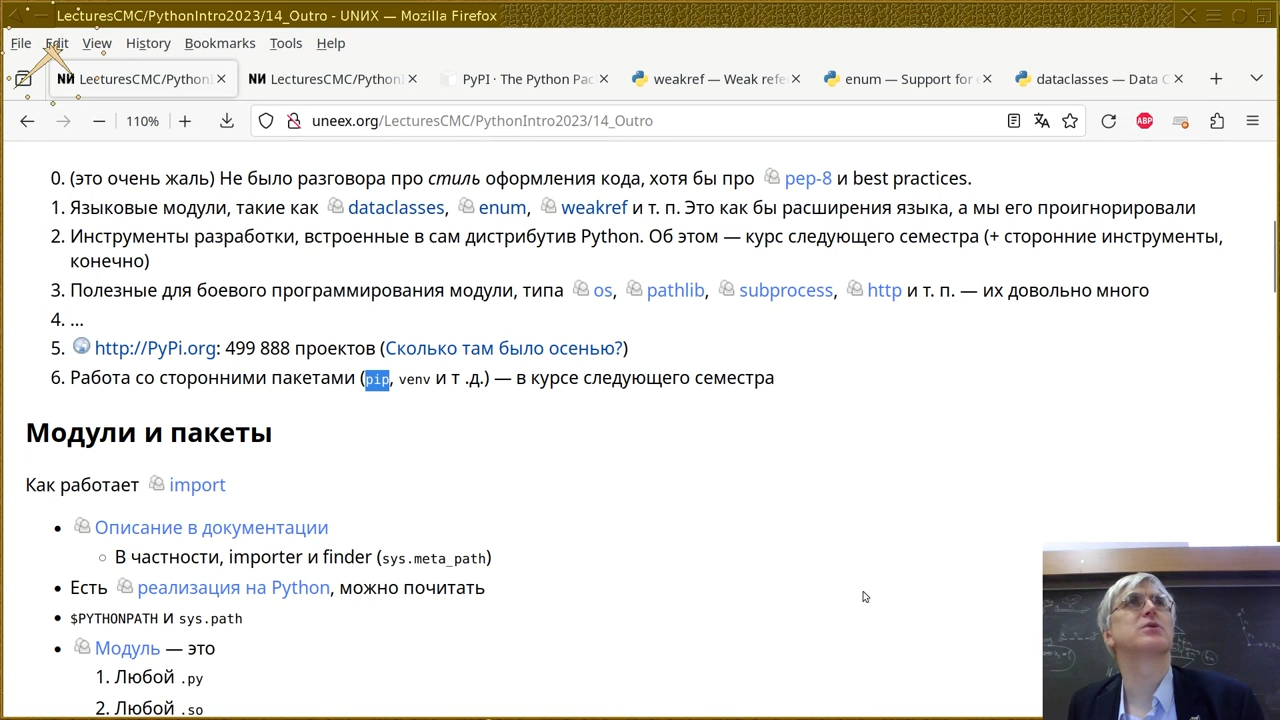 LecturesCMC/PythonIntro2023/14_Outro - UNИX — Mozilla Firefox
File Edit View History Bookmarks Tools Help
NИ LecturesCMC/Python
NИ LecturesCMC/Python
PyPI · The Python Pac
weakref — Weak refe
enum — Support for
dataclasses — Data C
110%
uneex.org/LecturesCMC/PythonIntro2023/14_Outro
ABP
0. (это очень жаль) Не было разговора про стиль оформления кода, хотя бы про pep-8 и best practices.
1. Языковые модули, такие как dataclasses, enum, weakref и т. п. Это как бы расширения языка, а мы его проигнорировали
2. Инструменты разработки, встроенные в сам дистрибутив Python. Об этом — курс следующего семестра (+ сторонние инструменты,
конечно)
3. Полезные для боевого программирования модули, типа os, pathlib, subprocess, http и т. п. — их довольно много
4. ...
5. http://PyPi.org: 499 888 проектов (Сколько там было осенью?)
6. Работа со сторонними пакетами (pip, venv и т .д.) — в курсе следующего семестра
Модули и пакеты
Как работает import
• Описание в документации
○ В частности, importer и finder (sys.meta_path)
• Есть реализация на Python, можно почитать
• $PYTHONPATH и sys.path
• Модуль — это
1. Любой .py
2. Любой .so